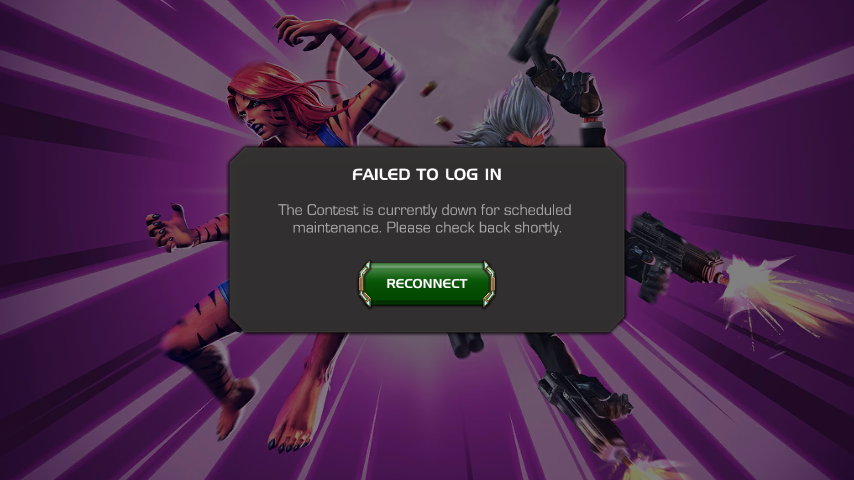 FAILED TO LOG IN
The Contest is currently down for scheduled
maintenance. Please check back shortly.
RECONNECT